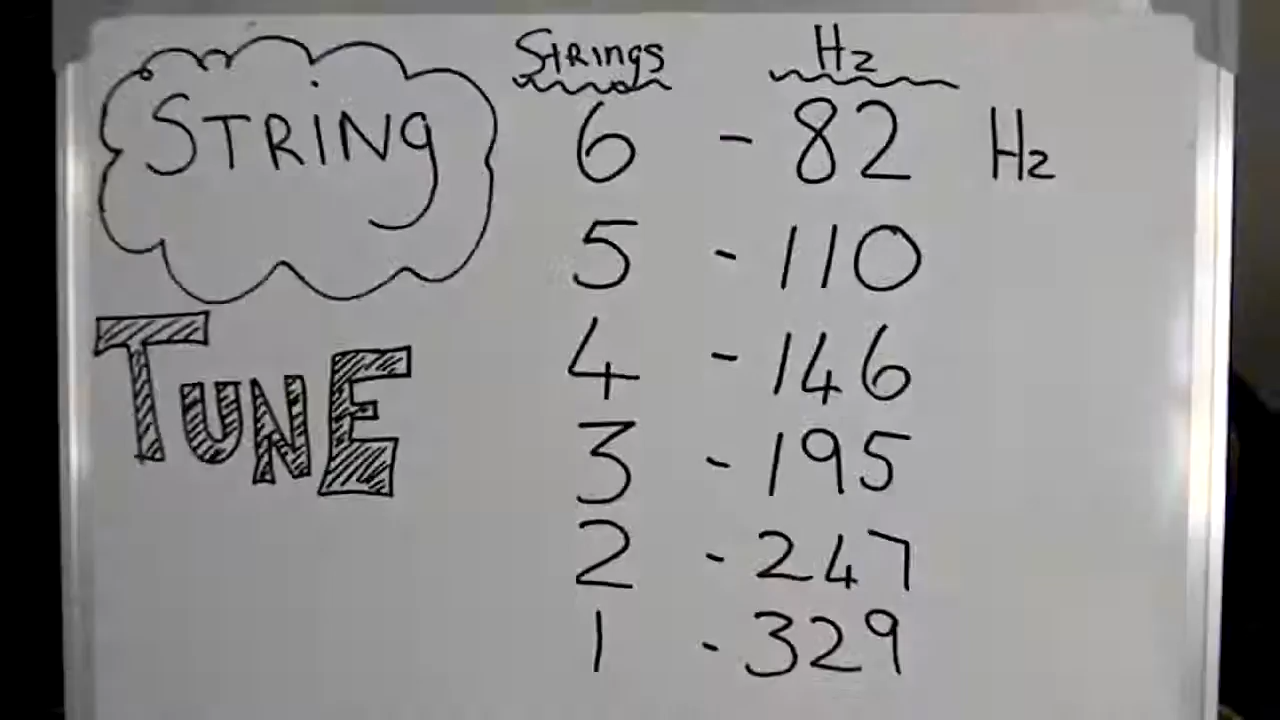 STRINg
TUNE
Strings Hz
6 - 82 Hz
5 - 110
4 - 146
3 - 195
2 - 247
1 - 329